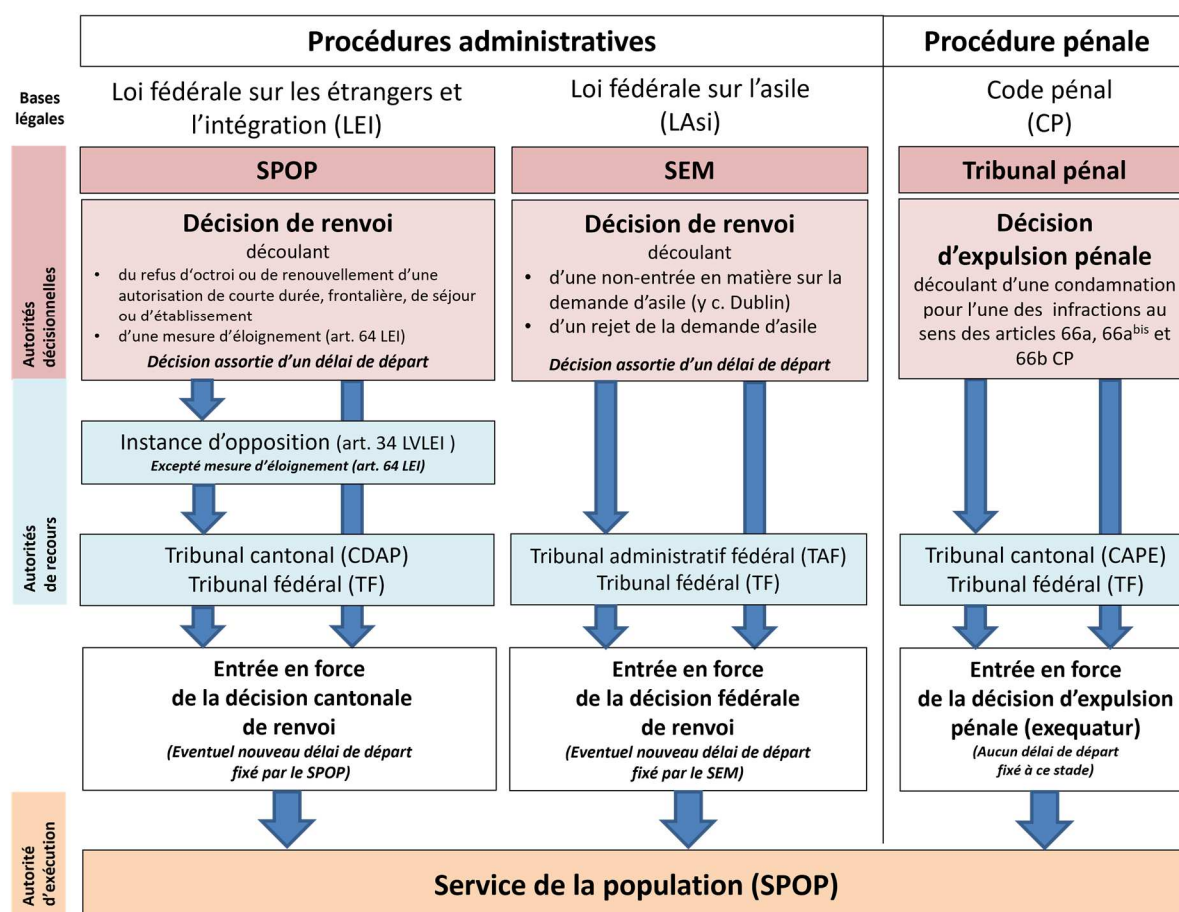 Procédures administratives
Procédure pénale
Bases
légales
Loi fédérale sur les étrangers et
l'intégration (LEI)
Loi fédérale sur l'asile
(LAsi)
Code pénal
(CP)
Autorités
décisionnelles
SPOP
Décision de renvoi
découlant
• du refus d'octroi ou de renouvellement d'une
autorisation de courte durée, frontalière, de séjour
ou d'établissement
• d'une mesure d'éloignement (art. 64 LEI)
Décision assortie d'un délai de départ
SEM
Décision de renvoi
découlant
• d'une non-entrée en matière sur la
demande d'asile (y c. Dublin)
• d'un rejet de la demande d'asile
Décision assortie d'un délai de départ
Tribunal pénal
Décision
d'expulsion pénale
découlant d'une condamnation
pour l'une des infractions au
sens des articles 66a, 66a^bis et
66b CP
Autorités
de recours
Instance d'opposition (art. 34 LVLEI )
Excepté mesure d'éloignement (art. 64 LEI)
Tribunal cantonal (CDAP)
Tribunal fédéral (TF)
Tribunal administratif fédéral (TAF)
Tribunal fédéral (TF)
Tribunal cantonal (CAPE)
Tribunal fédéral (TF)
Entrée en force
de la décision cantonale
de renvoi
(Eventuel nouveau délai de départ
fixé par le SPOP)
Entrée en force
de la décision fédérale
de renvoi
(Eventuel nouveau délai de départ
fixé par le SEM)
Entrée en force
de la décision d'expulsion
pénale (exequatur)
(Aucun délai de départ
fixé à ce stade)
Autorité
d'exécution
Service de la population (SPOP)